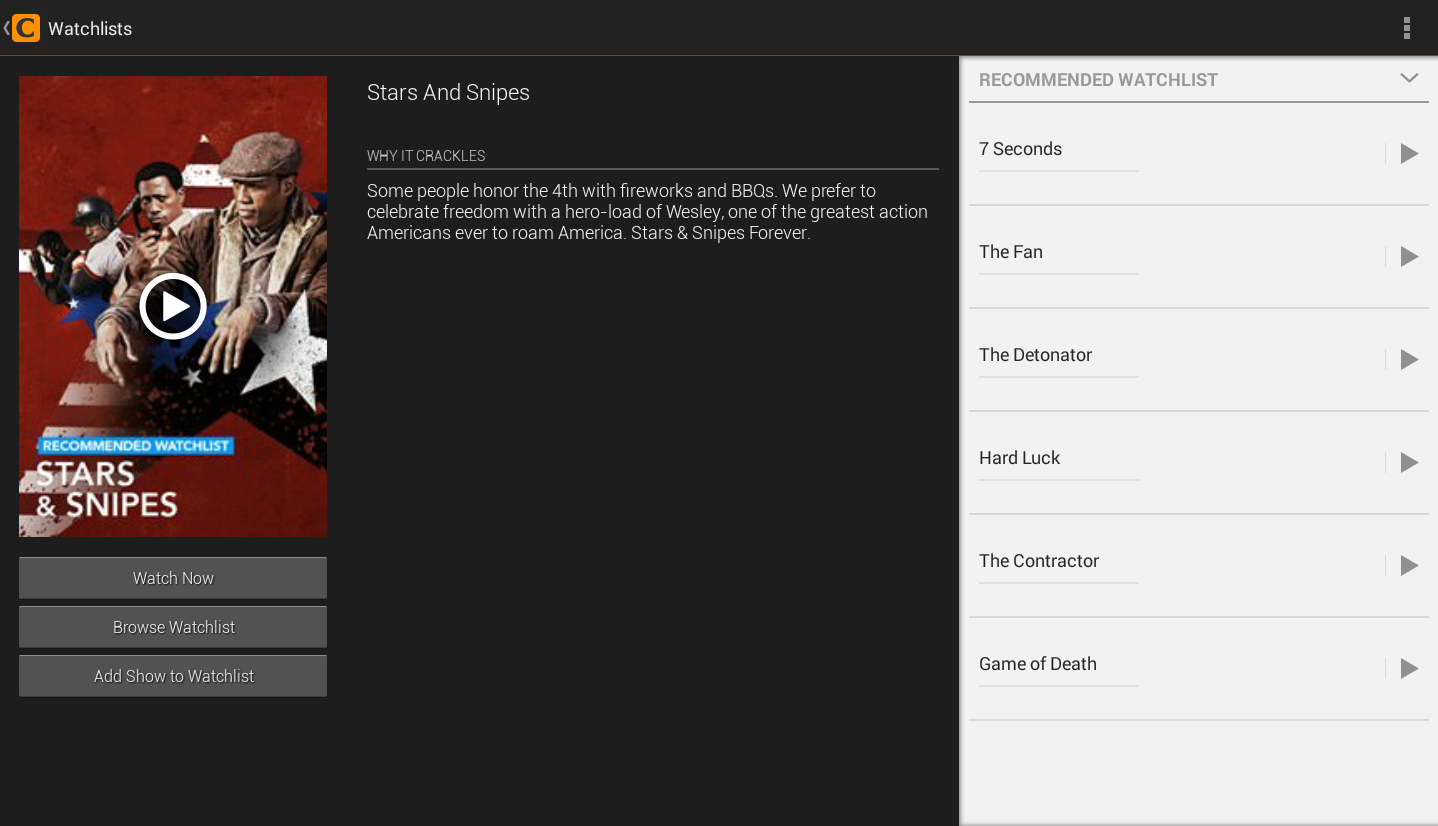 C Watchlists
RECOMMENDED WATCHLIST
STARS
& SNIPES
Watch Now
Browse Watchlist
Add Show to Watchlist
Stars And Snipes
WHY IT CRACKLES
Some people honor the 4th with fireworks and BBQs. We prefer to
celebrate freedom with a hero-load of Wesley, one of the greatest action
Americans ever to roam America. Stars & Snipes Forever.
RECOMMENDED WATCHLIST
7 Seconds
The Fan
The Detonator
Hard Luck
The Contractor
Game of Death